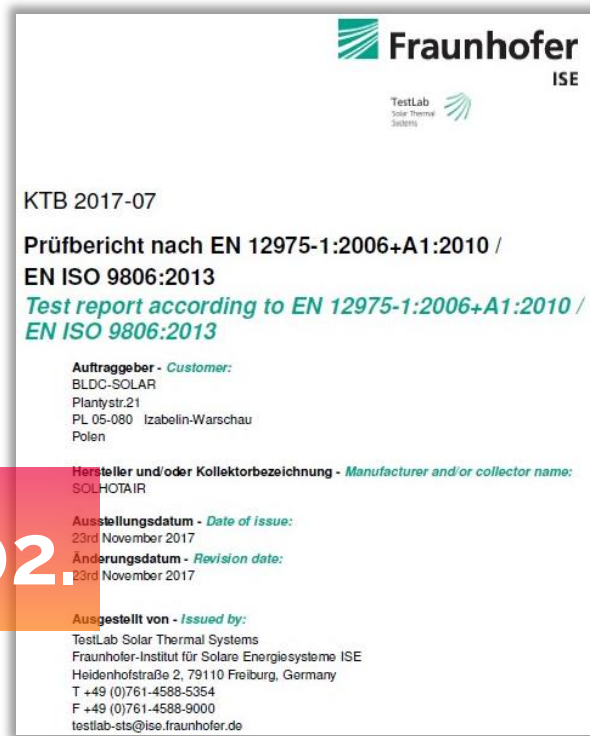 Fraunhofer
ISE
TestLab
Solar Thermal
Systems
KTB 2017-07
Prüfbericht nach EN 12975-1:2006+A1:2010 /
EN ISO 9806:2013
Test report according to EN 12975-1:2006+A1:2010 /
EN ISO 9806:2013
Auftraggeber - Customer:
BLDC-SOLAR
Plantystr.21
PL 05-080 Izabelin-Warschau
Polen
Hersteller und/oder Kollektorbezeichnung - Manufacturer and/or collector name:
SOLHOTAIR
Ausstellungsdatum - Date of issue:
23rd November 2017
02.
Änderungsdatum - Revision date:
23rd November 2017
Ausgestellt von - Issued by:
TestLab Solar Thermal Systems
Fraunhofer-Institut für Solare Energiesysteme ISE
Heidenhofstraße 2, 79110 Freiburg, Germany
T +49 (0)761-4588-5354
F +49 (0)761-4588-9000
testlab-sts@ise.fraunhofer.de